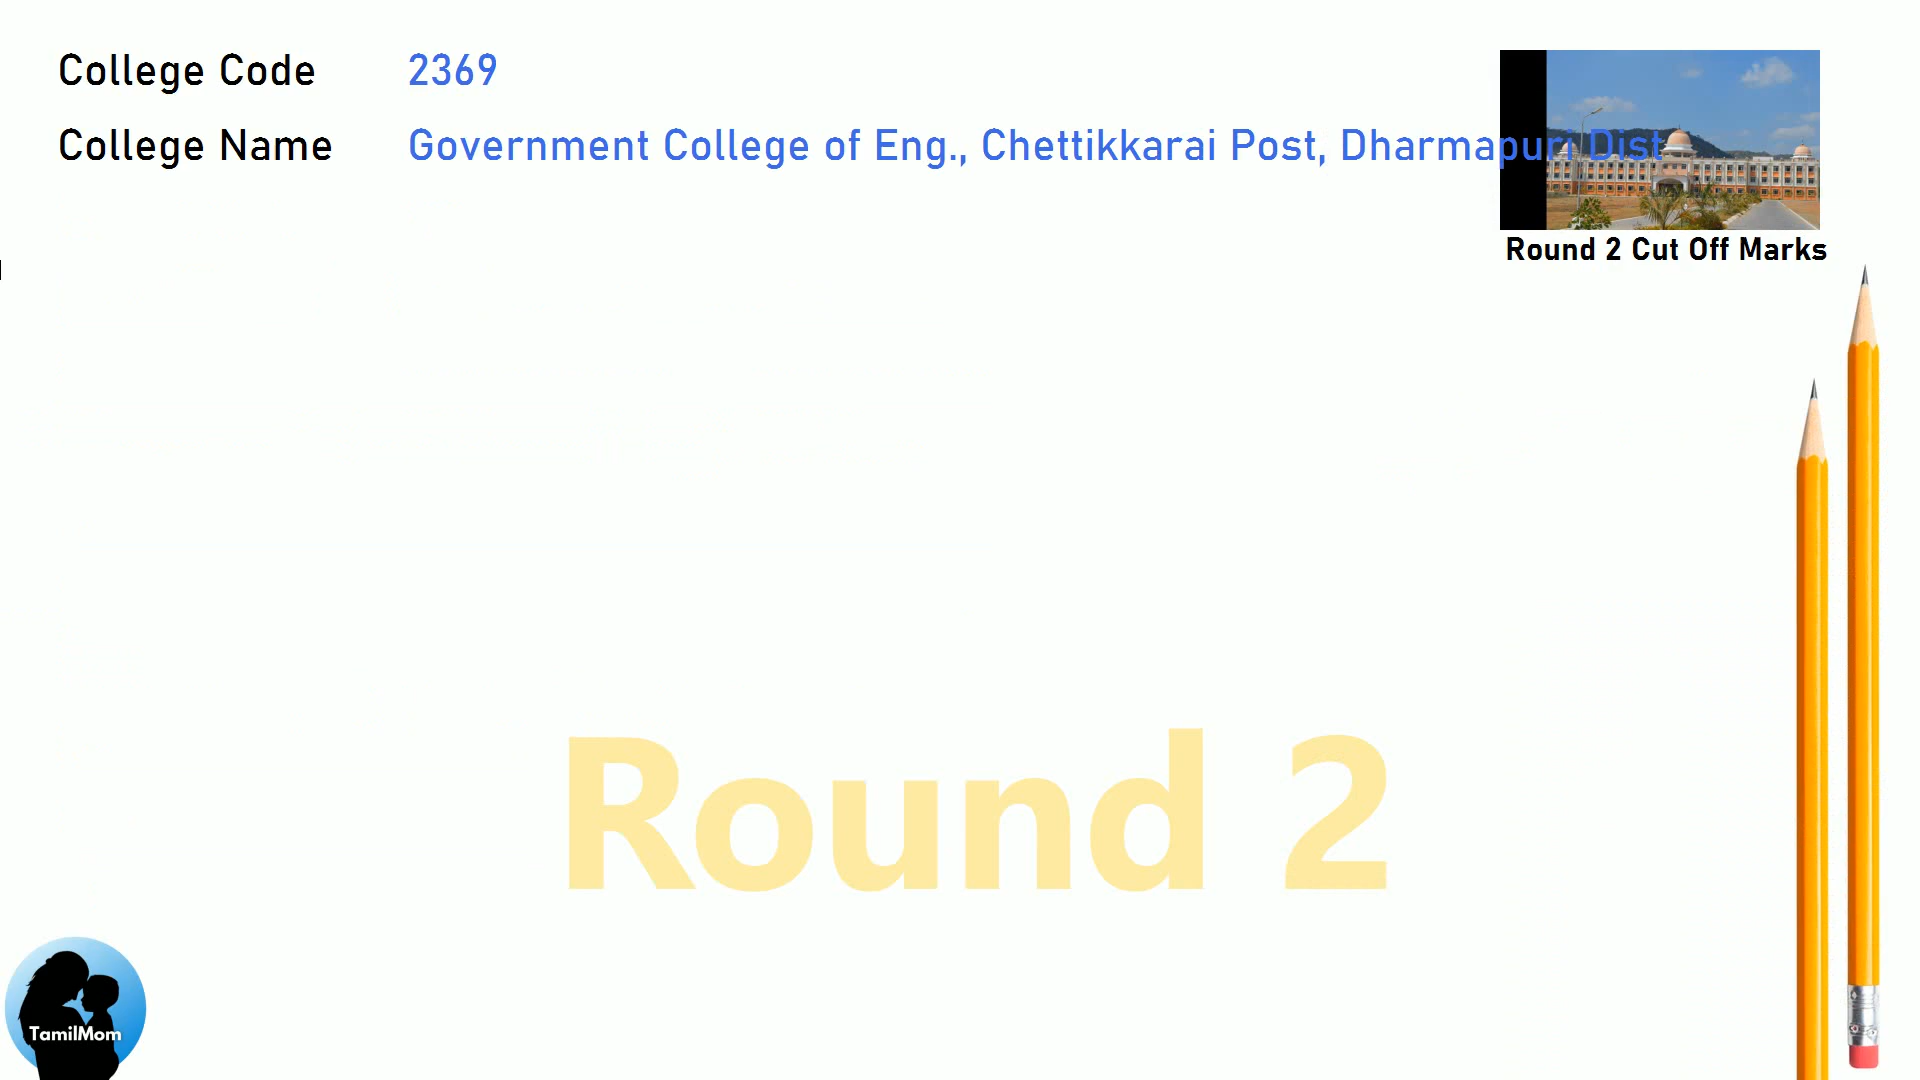 College Code 2369
College Name Government College of Eng., Chettikkarai Post, Dharmapuri Dist
Round 2 Cut Off Marks
Round 2
TamilMom